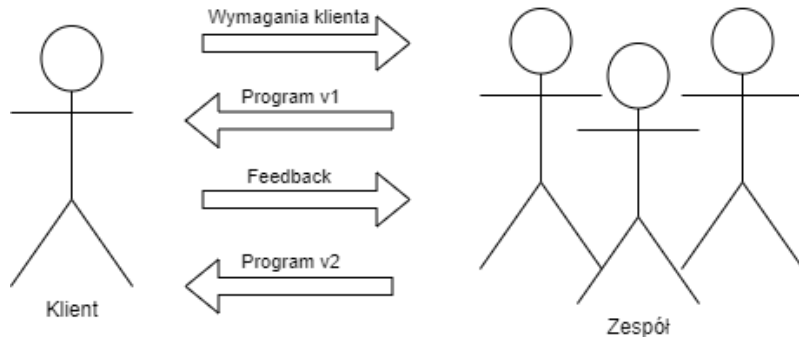 Wymagania klienta
Program v1
Feedback
Program v2
Klient
Zespół